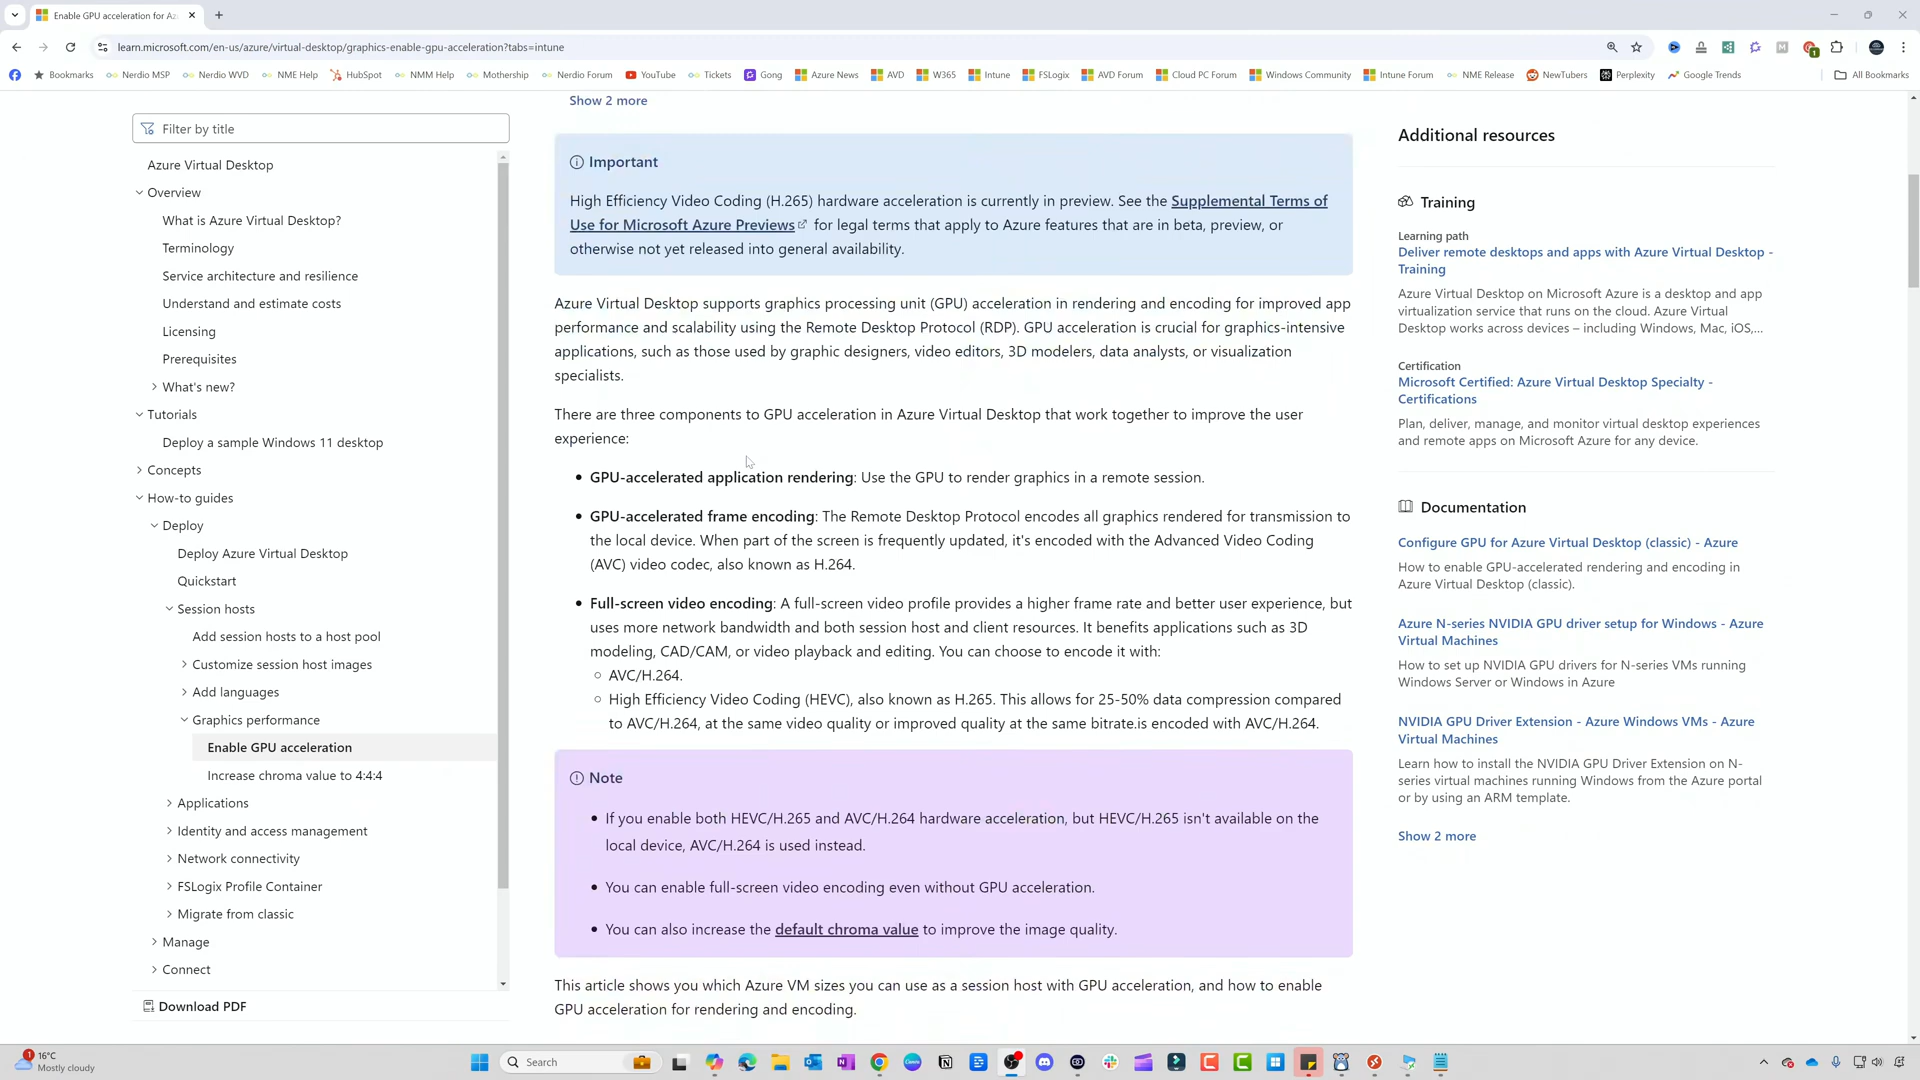 Enable GPU acceleration for Az
learn.microsoft.com/en-us/azure/virtual-desktop/graphics-enable-gpu-acceleration?tabs=intune
Bookmarks Nerdio MSP Nerdio WVD NME Help HubSpot NMM Help Mothership Nerdio Forum YouTube Tickets Gong Azure News AVD W365 Intune FSLogix AVD Forum Cloud PC Forum Windows Community Intune Forum NME Release NewTubers Perplexity Google Trends All Bookmarks
Filter by title
Azure Virtual Desktop
Overview
What is Azure Virtual Desktop?
Terminology
Service architecture and resilience
Understand and estimate costs
Licensing
Prerequisites
What's new?
Tutorials
Deploy a sample Windows 11 desktop
Concepts
How-to guides
Deploy
Deploy Azure Virtual Desktop
Quickstart
Session hosts
Add session hosts to a host pool
Customize session host images
Add languages
Graphics performance
Enable GPU acceleration
Increase chroma value to 4:4:4
Applications
Identity and access management
Network connectivity
FSLogix Profile Container
Migrate from classic
Manage
Connect
Download PDF
Show 2 more
Important
High Efficiency Video Coding (H.265) hardware acceleration is currently in preview. See the Supplemental Terms of
Use for Microsoft Azure Previews for legal terms that apply to Azure features that are in beta, preview, or
otherwise not yet released into general availability.
Azure Virtual Desktop supports graphics processing unit (GPU) acceleration in rendering and encoding for improved app
performance and scalability using the Remote Desktop Protocol (RDP). GPU acceleration is crucial for graphics-intensive
applications, such as those used by graphic designers, video editors, 3D modelers, data analysts, or visualization
specialists.
There are three components to GPU acceleration in Azure Virtual Desktop that work together to improve the user
experience:
• GPU-accelerated application rendering: Use the GPU to render graphics in a remote session.
• GPU-accelerated frame encoding: The Remote Desktop Protocol encodes all graphics rendered for transmission to
the local device. When part of the screen is frequently updated, it's encoded with the Advanced Video Coding
(AVC) video codec, also known as H.264.
• Full-screen video encoding: A full-screen video profile provides a higher frame rate and better user experience, but
uses more network bandwidth and both session host and client resources. It benefits applications such as 3D
modeling, CAD/CAM, or video playback and editing. You can choose to encode it with:
○ AVC/H.264.
○ High Efficiency Video Coding (HEVC), also known as H.265. This allows for 25-50% data compression compared
to AVC/H.264, at the same video quality or improved quality at the same bitrate.is encoded with AVC/H.264.
Note
• If you enable both HEVC/H.265 and AVC/H.264 hardware acceleration, but HEVC/H.265 isn't available on the
local device, AVC/H.264 is used instead.
• You can enable full-screen video encoding even without GPU acceleration.
• You can also increase the default chroma value to improve the image quality.
This article shows you which Azure VM sizes you can use as a session host with GPU acceleration, and how to enable
GPU acceleration for rendering and encoding.
Additional resources
Training
Learning path
Deliver remote desktops and apps with Azure Virtual Desktop -
Training
Azure Virtual Desktop on Microsoft Azure is a desktop and app
virtualization service that runs on the cloud. Azure Virtual
Desktop works across devices – including Windows, Mac, iOS,...
Certification
Microsoft Certified: Azure Virtual Desktop Specialty -
Certifications
Plan, deliver, manage, and monitor virtual desktop experiences
and remote apps on Microsoft Azure for any device.
Documentation
Configure GPU for Azure Virtual Desktop (classic) - Azure
How to enable GPU-accelerated rendering and encoding in
Azure Virtual Desktop (classic).
Azure N-series NVIDIA GPU driver setup for Windows - Azure
Virtual Machines
How to set up NVIDIA GPU drivers for N-series VMs running
Windows Server or Windows in Azure
NVIDIA GPU Driver Extension - Azure Windows VMs - Azure
Virtual Machines
Learn how to install the NVIDIA GPU Driver Extension on N-
series virtual machines running Windows from the Azure portal
or by using an ARM template.
Show 2 more
1
16°C
Mostly cloudy
Search